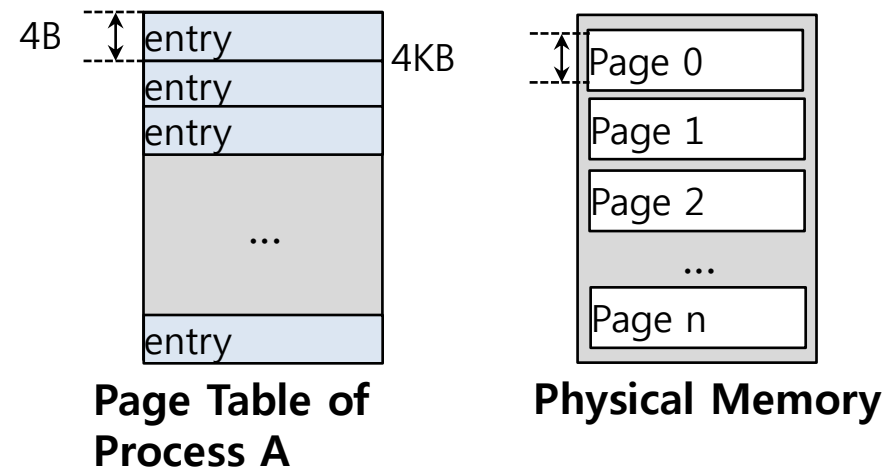 4B
entry
entry
entry
...
entry
Page Table of
Process A
4KB
Page 0
Page 1
Page 2
...
Page n
Physical Memory